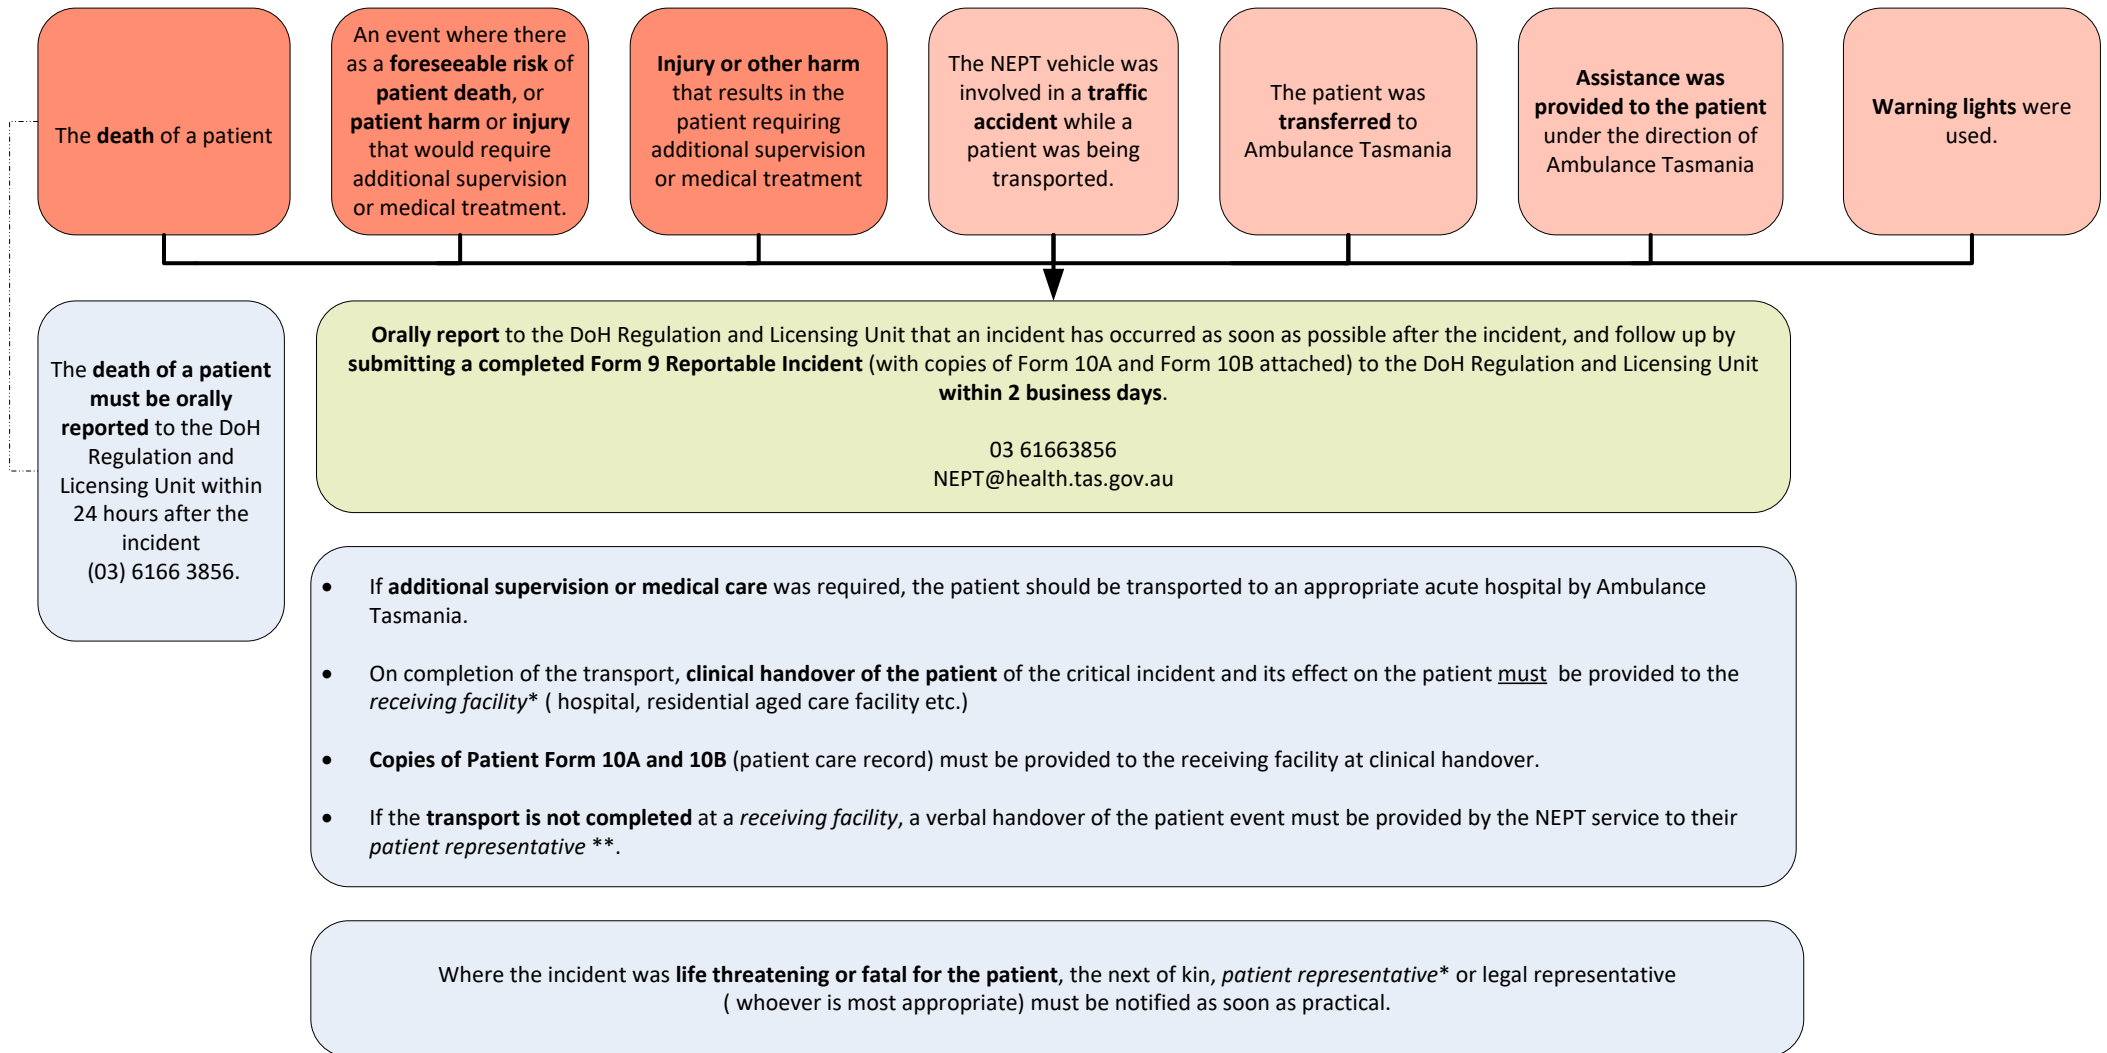 The death of a patient
An event where there
as a foreseeable risk of
patient death, or
patient harm or injury
that would require
additional supervision
or medical treatment.
Injury or other harm
that results in the
patient requiring
additional supervision
or medical treatment
The NEPT vehicle was
involved in a traffic
accident while a
patient was being
transported.
The patient was
transferred to
Ambulance Tasmania
Assistance was
provided to the patient
under the direction of
Ambulance Tasmania
Warning lights were
used.
The death of a patient
must be orally
reported to the DoH
Regulation and
Licensing Unit within
24 hours after the
incident
(03) 6166 3856.
Orally report to the DoH Regulation and Licensing Unit that an incident has occurred as soon as possible after the incident, and follow up by
submitting a completed Form 9 Reportable Incident (with copies of Form 10A and Form 10B attached) to the DoH Regulation and Licensing Unit
within 2 business days.
03 61663856
NEPT@health.tas.gov.au
• If additional supervision or medical care was required, the patient should be transported to an appropriate acute hospital by Ambulance
Tasmania.
• On completion of the transport, clinical handover of the patient of the critical incident and its effect on the patient must be provided to the
receiving facility* ( hospital, residential aged care facility etc.)
• Copies of Patient Form 10A and 10B (patient care record) must be provided to the receiving facility at clinical handover.
• If the transport is not completed at a receiving facility, a verbal handover of the patient event must be provided by the NEPT service to their
patient representative **.
Where the incident was life threatening or fatal for the patient, the next of kin, patient representative* or legal representative
( whoever is most appropriate) must be notified as soon as practical.